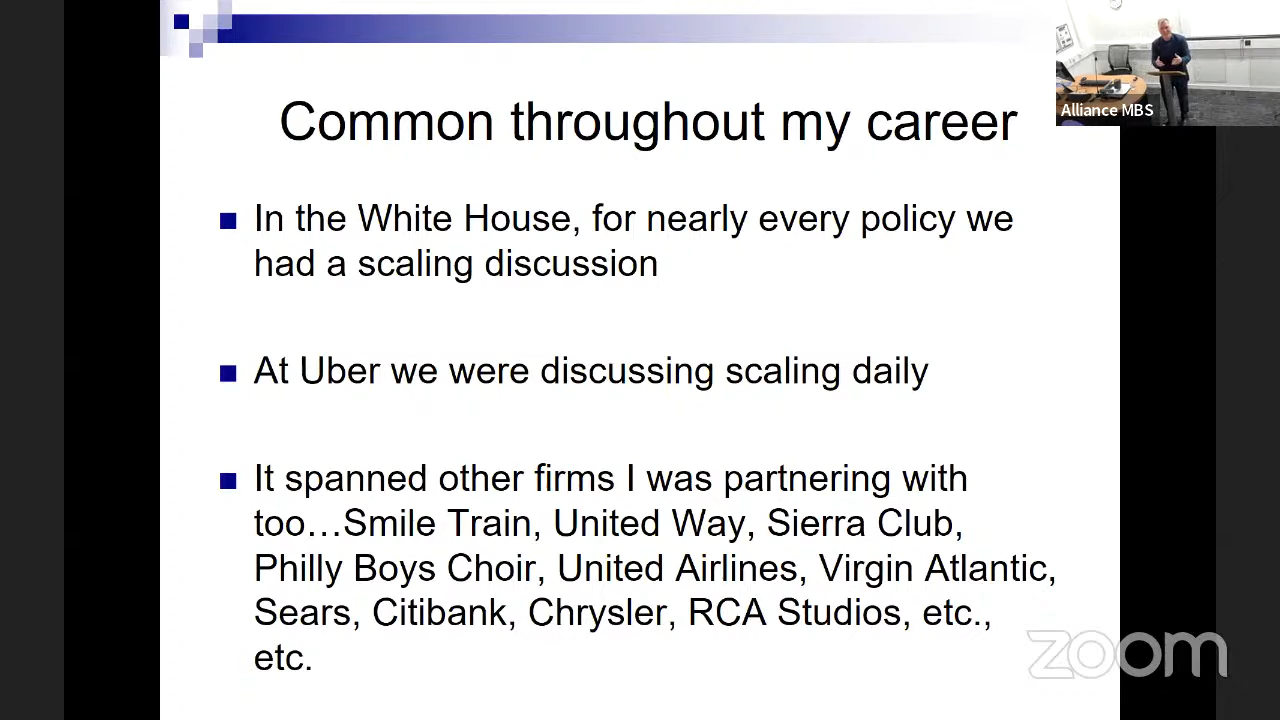 Common throughout my career
In the White House, for nearly every policy we
had a scaling discussion
At Uber we were discussing scaling daily
It spanned other firms I was partnering with
too…Smile Train, United Way, Sierra Club,
Philly Boys Choir, United Airlines, Virgin Atlantic,
Sears, Citibank, Chrysler, RCA Studios, etc.,
etc.
Alliance MBS
zoom